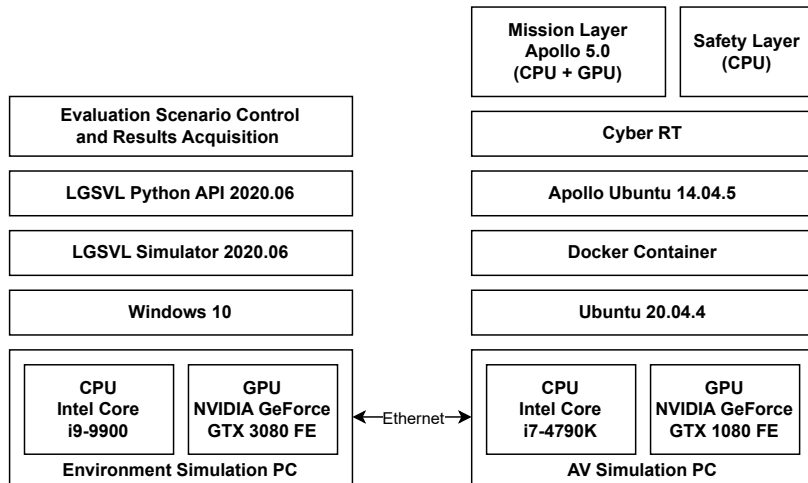 Mission Layer
Apollo 5.0
(CPU + GPU)
Safety Layer
(CPU)
Evaluation Scenario Control
and Results Acquisition
Cyber RT
LGSVL Python API 2020.06
Apollo Ubuntu 14.04.5
LGSVL Simulator 2020.06
Docker Container
Windows 10
Ubuntu 20.04.4
CPU
Intel Core
i9-9900
GPU
NVIDIA GeForce
GTX 3080 FE
Environment Simulation PC
Ethernet
CPU
Intel Core
i7-4790K
GPU
NVIDIA GeForce
GTX 1080 FE
AV Simulation PC